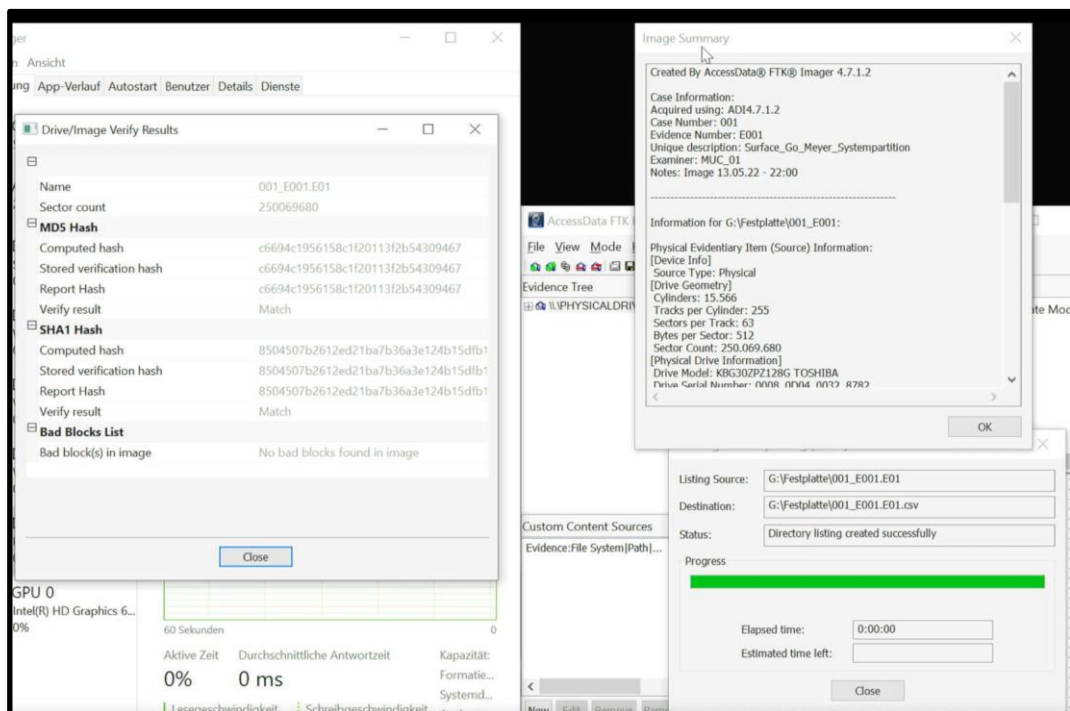 Ansicht
App-Verlauf Autostart Benutzer Details Dienste
Drive/Image Verify Results
Name 001_E001.E01
Sector count 250069680
MD5 Hash
Computed hash c6694c1956158c1f20113f2b54309467
Stored verification hash c6694c1956158c1f20113f2b54309467
Report Hash c6694c1956158c1f20113f2b54309467
Verify result Match
SHA1 Hash
Computed hash 8504507b2612ed21ba7b36a3e124b15dfb1
Stored verification hash 8504507b2612ed21ba7b36a3e124b15dfb1
Report Hash 8504507b2612ed21ba7b36a3e124b15dfb1
Verify result Match
Bad Blocks List
Bad block(s) in image No bad blocks found in image
Close
GPU 0
Intel(R) HD Graphics 6...
0%
60 Sekunden 0
Aktive Zeit Durchschnittliche Antwortzeit Kapazität:
0% 0 ms Formatie...
Systemd...
Lesegeschwindigkeit Schreibgeschwindigkeit
Image Summary
Created By AccessData® FTK® Imager 4.7.1.2
Case Information:
Acquired using: ADI4.7.1.2
Case Number: 001
Evidence Number: E001
Unique description: Surface_Go_Meyer_Systempartition
Examiner: MUC_01
Notes: Image 13.05.22 - 22:00
--------------------------------------------------------------
Information for G:\Festplatte\001_E001:
Physical Evidentiary Item (Source) Information:
[Device Info]
Source Type: Physical
[Drive Geometry]
Cylinders: 15.566
Tracks per Cylinder: 255
Sectors per Track: 63
Bytes per Sector: 512
Sector Count: 250.069.680
[Physical Drive Information]
Drive Model: KBG30ZPZ128G TOSHIBA
Drive Serial Number: 0008_0D04_0032_8782
OK
AccessData FTK
File View Mode
Evidence Tree
\\.\PHYSICALDRI
Custom Content Sources
Evidence:File System|Path|...
New Edit Remove
Listing Source: G:\Festplatte\001_E001.E01
Destination: G:\Festplatte\001_E001.E01.csv
Status: Directory listing created successfully
Progress
Elapsed time: 0:00:00
Estimated time left:
Close